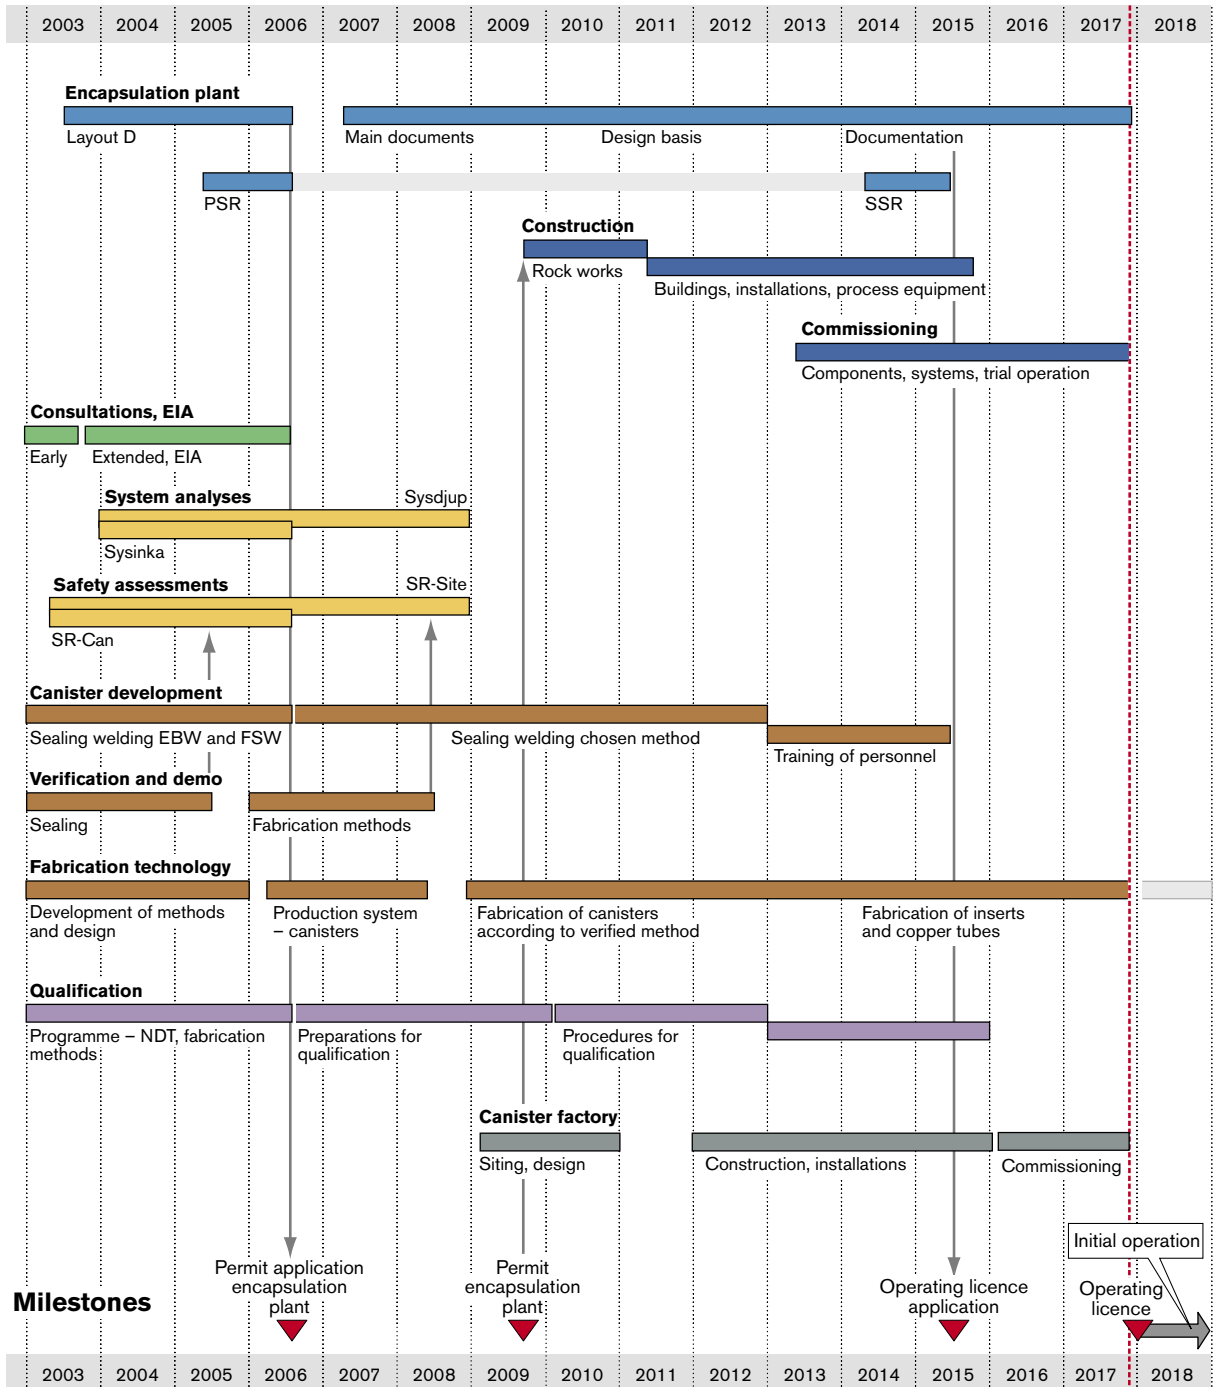 2003 2004 2005 2006 2007 2008 2009 2010 2011 2012 2013 2014 2015 2016 2017 2018
Encapsulation plant
Layout D
Main documents
Design basis
Documentation
PSR
SSR
Construction
Rock works
Buildings, installations, process equipment
Commissioning
Components, systems, trial operation
Consultations, EIA
Early
Extended, EIA
System analyses
Sysdjup
Sysinka
Safety assessments
SR-Site
SR-Can
Canister development
Sealing welding EBW and FSW
Sealing welding chosen method
Training of personnel
Verification and demo
Sealing
Fabrication methods
Fabrication technology
Development of methods
and design
Production system
– canisters
Fabrication of canisters
according to verified method
Fabrication of inserts
and copper tubes
Qualification
Programme – NDT, fabrication
methods
Preparations for
qualification
Procedures for
qualification
Canister factory
Siting, design
Construction, installations
Commissioning
Initial operation
Milestones
Permit application
encapsulation
plant
Permit
encapsulation
plant
Operating licence
application
Operating
licence
2003 2004 2005 2006 2007 2008 2009 2010 2011 2012 2013 2014 2015 2016 2017 2018